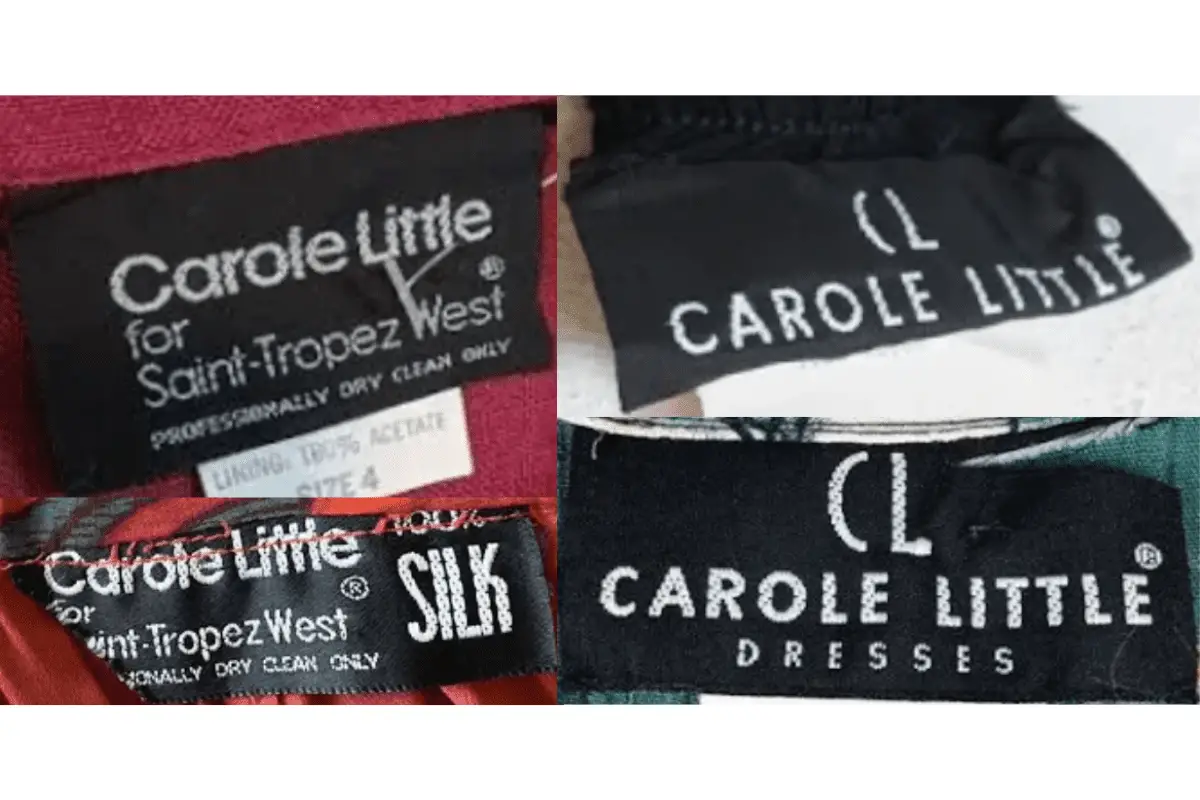 Carole Little
for
Saint-Tropez West ®
PROFESSIONALLY DRY CLEAN ONLY
LINING: 100% ACETATE
SIZE 4
CL
CAROLE LITTLE ®
Carole Little ®
for
Saint-Tropez West
DRY CLEAN ONLY
100%
SILK
CL
CAROLE LITTLE ®
DRESSES